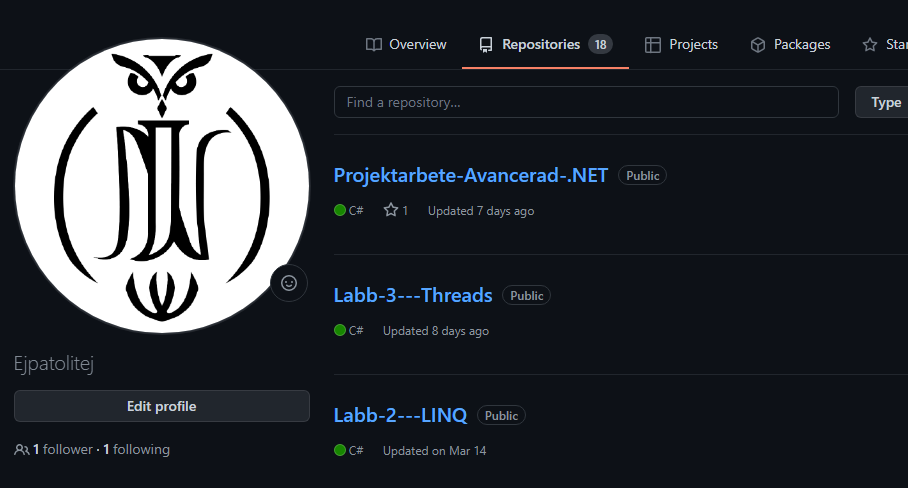 Overview
Repositories 18
Projects
Packages
Find a repository...
Type
Projektarbete-Avancerad-.NET Public
C# 1 Updated 7 days ago
Labb-3---Threads Public
C# Updated 8 days ago
Ejpatolitej
Edit profile
1 follower · 1 following
Labb-2---LINQ Public
C# Updated on Mar 14